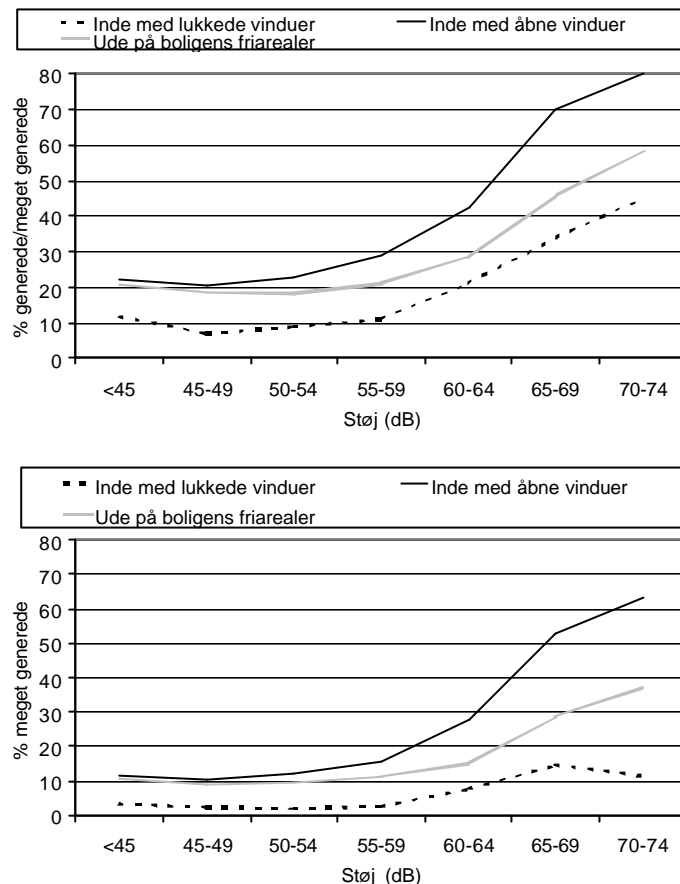 Inde med lukkede vinduer Inde med åbne vinduer
Ude på boligens friarealer
80
70
60
50
40
30
20
10
0
% generede/meget generede
<45 45-49 50-54 55-59 60-64 65-69 70-74
Støj (dB)
Inde med lukkede vinduer Inde med åbne vinduer
Ude på boligens friarealer
80
70
60
50
40
30
20
10
0
% meget generede
<45 45-49 50-54 55-59 60-64 65-69 70-74
Støj (dB)